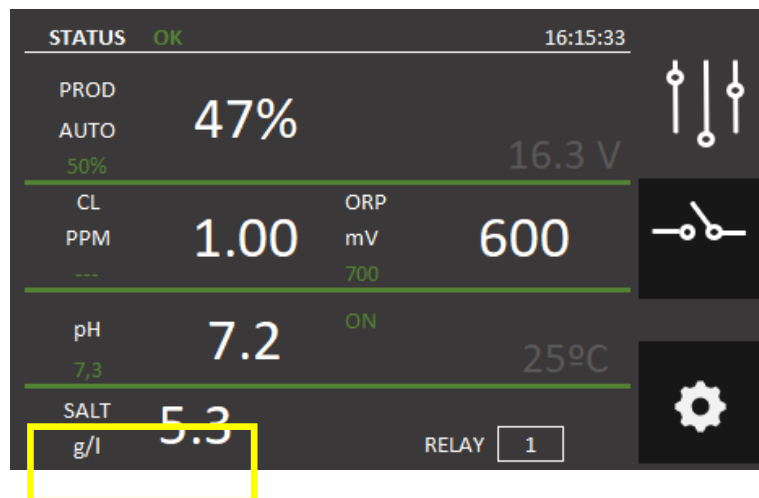 STATUS OK 16:15:33
PROD
AUTO 47%
50% 16.3 V
CL ORP
PPM 1.00 mV 600
--- 700
pH 7.2 ON
7,3 25ºC
SALT 5.3
g/l RELAY 1